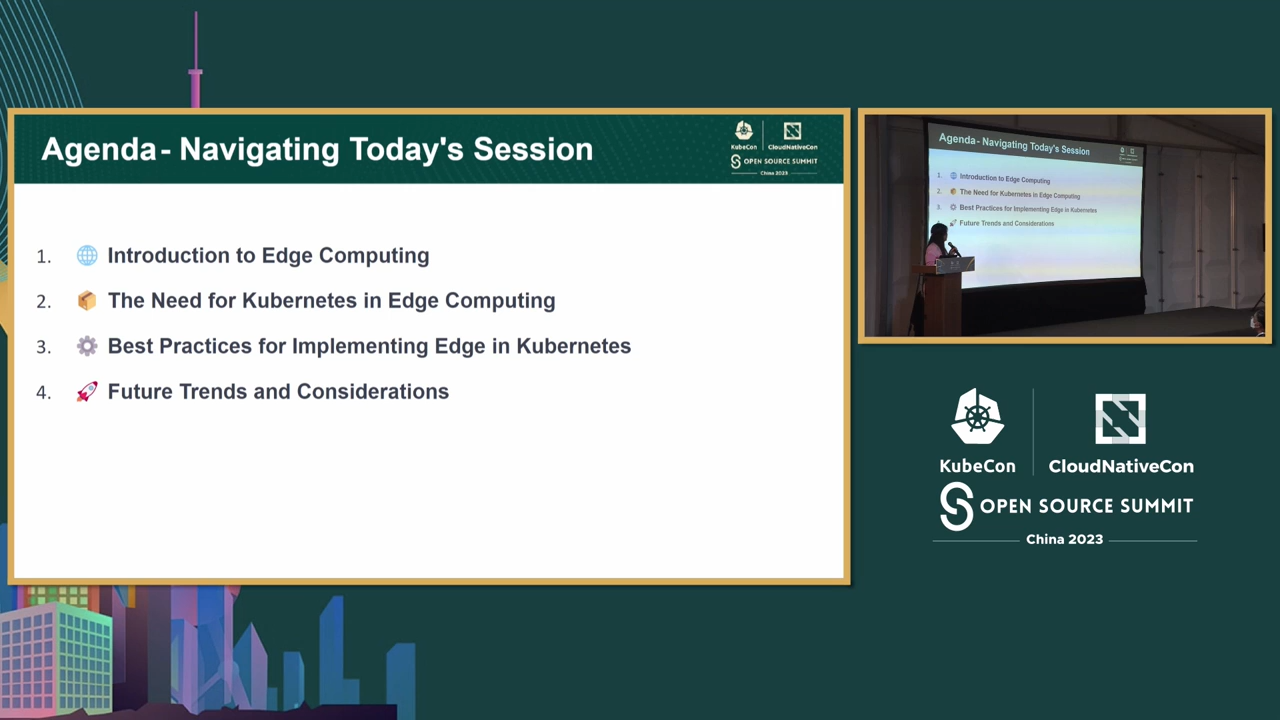 Agenda - Navigating Today's Session
KubeCon
CloudNativeCon
OPEN SOURCE SUMMIT
China 2023
1. Introduction to Edge Computing
2. The Need for Kubernetes in Edge Computing
3. Best Practices for Implementing Edge in Kubernetes
4. Future Trends and Considerations
Agenda - Navigating Today's Session
1. Introduction to Edge Computing
2. The Need for Kubernetes in Edge Computing
3. Best Practices for Implementing Edge in Kubernetes
Future Trends and Considerations
KubeCon
CloudNativeCon
OPEN SOURCE SUMMIT
China 2023